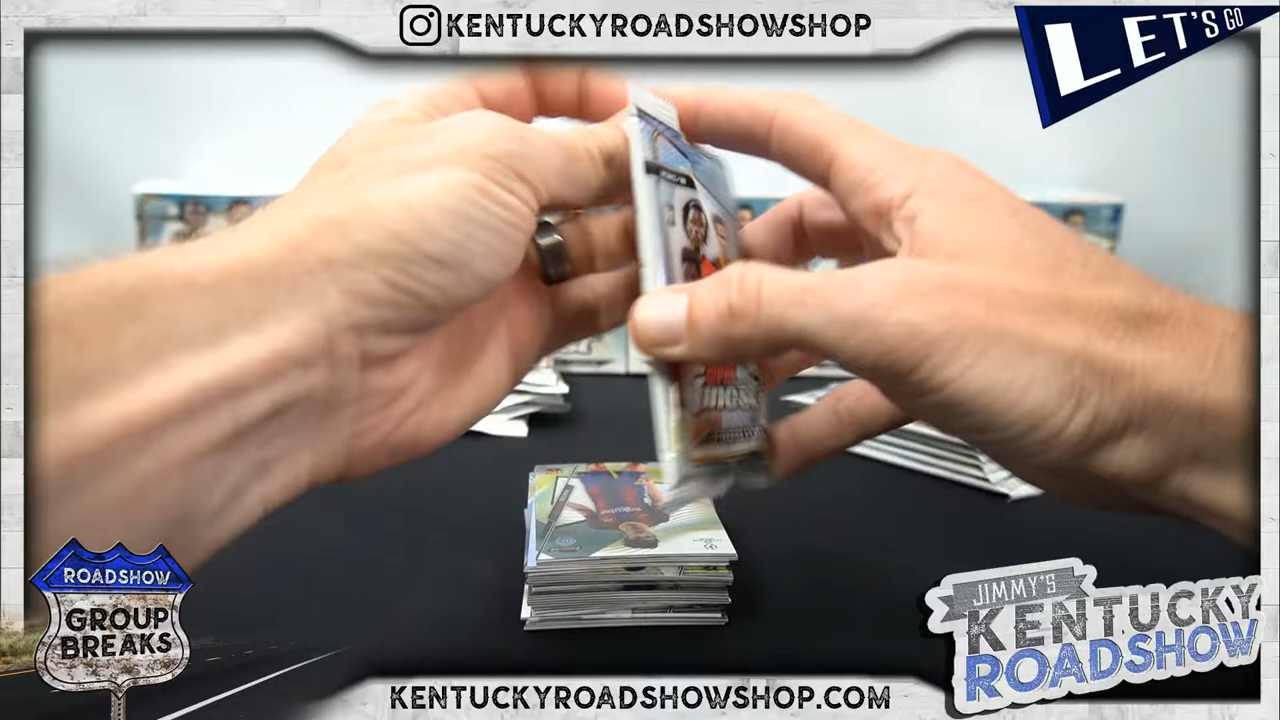 KENTUCKYROADSHOWSHOP
LET'S GO
ROADSHOW
GROUP
BREAKS
JIMMY'S
KENTUCKY
ROADSHOW
KENTUCKYROADSHOWSHOP.COM